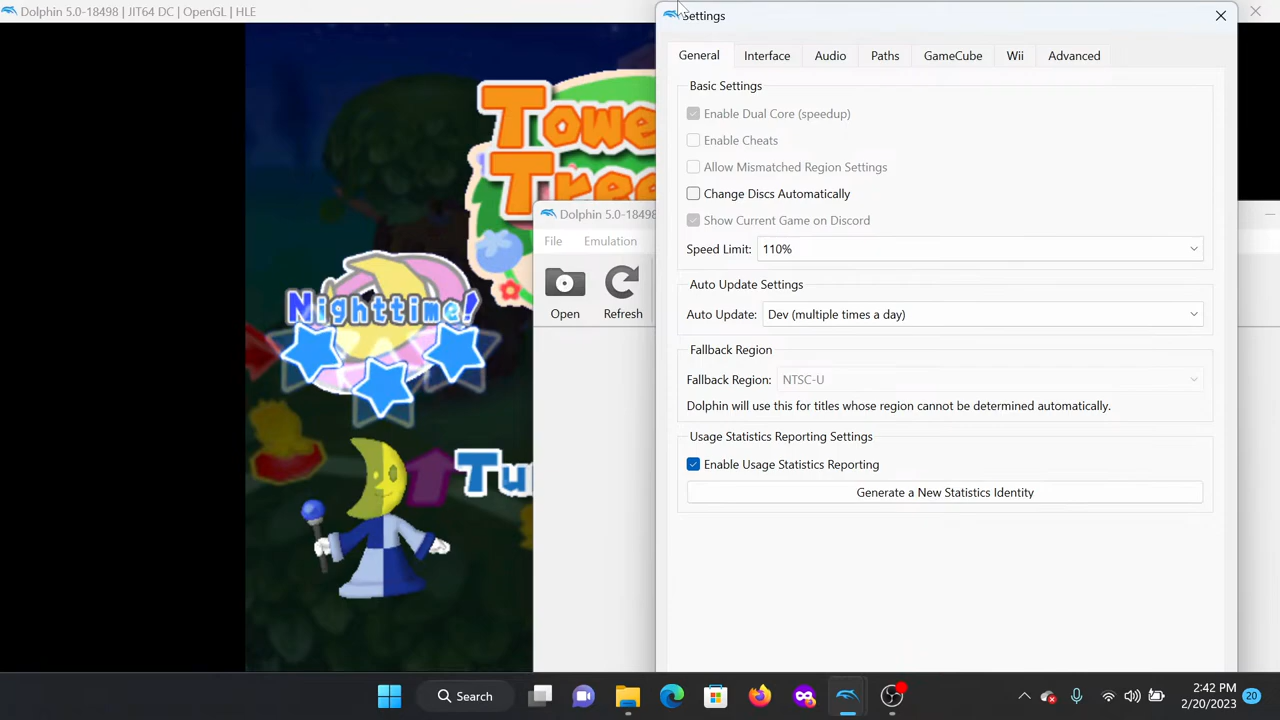 Dolphin 5.0-18498 | JIT64 DC | OpenGL | HLE
Settings
General Interface Audio Paths GameCube Wii Advanced
Basic Settings
Enable Dual Core (speedup)
Enable Cheats
Allow Mismatched Region Settings
Change Discs Automatically
Show Current Game on Discord
Speed Limit: 110%
Auto Update Settings
Auto Update: Dev (multiple times a day)
Fallback Region
Fallback Region: NTSC-U
Dolphin will use this for titles whose region cannot be determined automatically.
Usage Statistics Reporting Settings
Enable Usage Statistics Reporting
Generate a New Statistics Identity
Towe
Tree
Nighttime!
Tu
Dolphin 5.0-18498
File Emulation
Open Refresh
Search
2:42 PM
2/20/2023
20